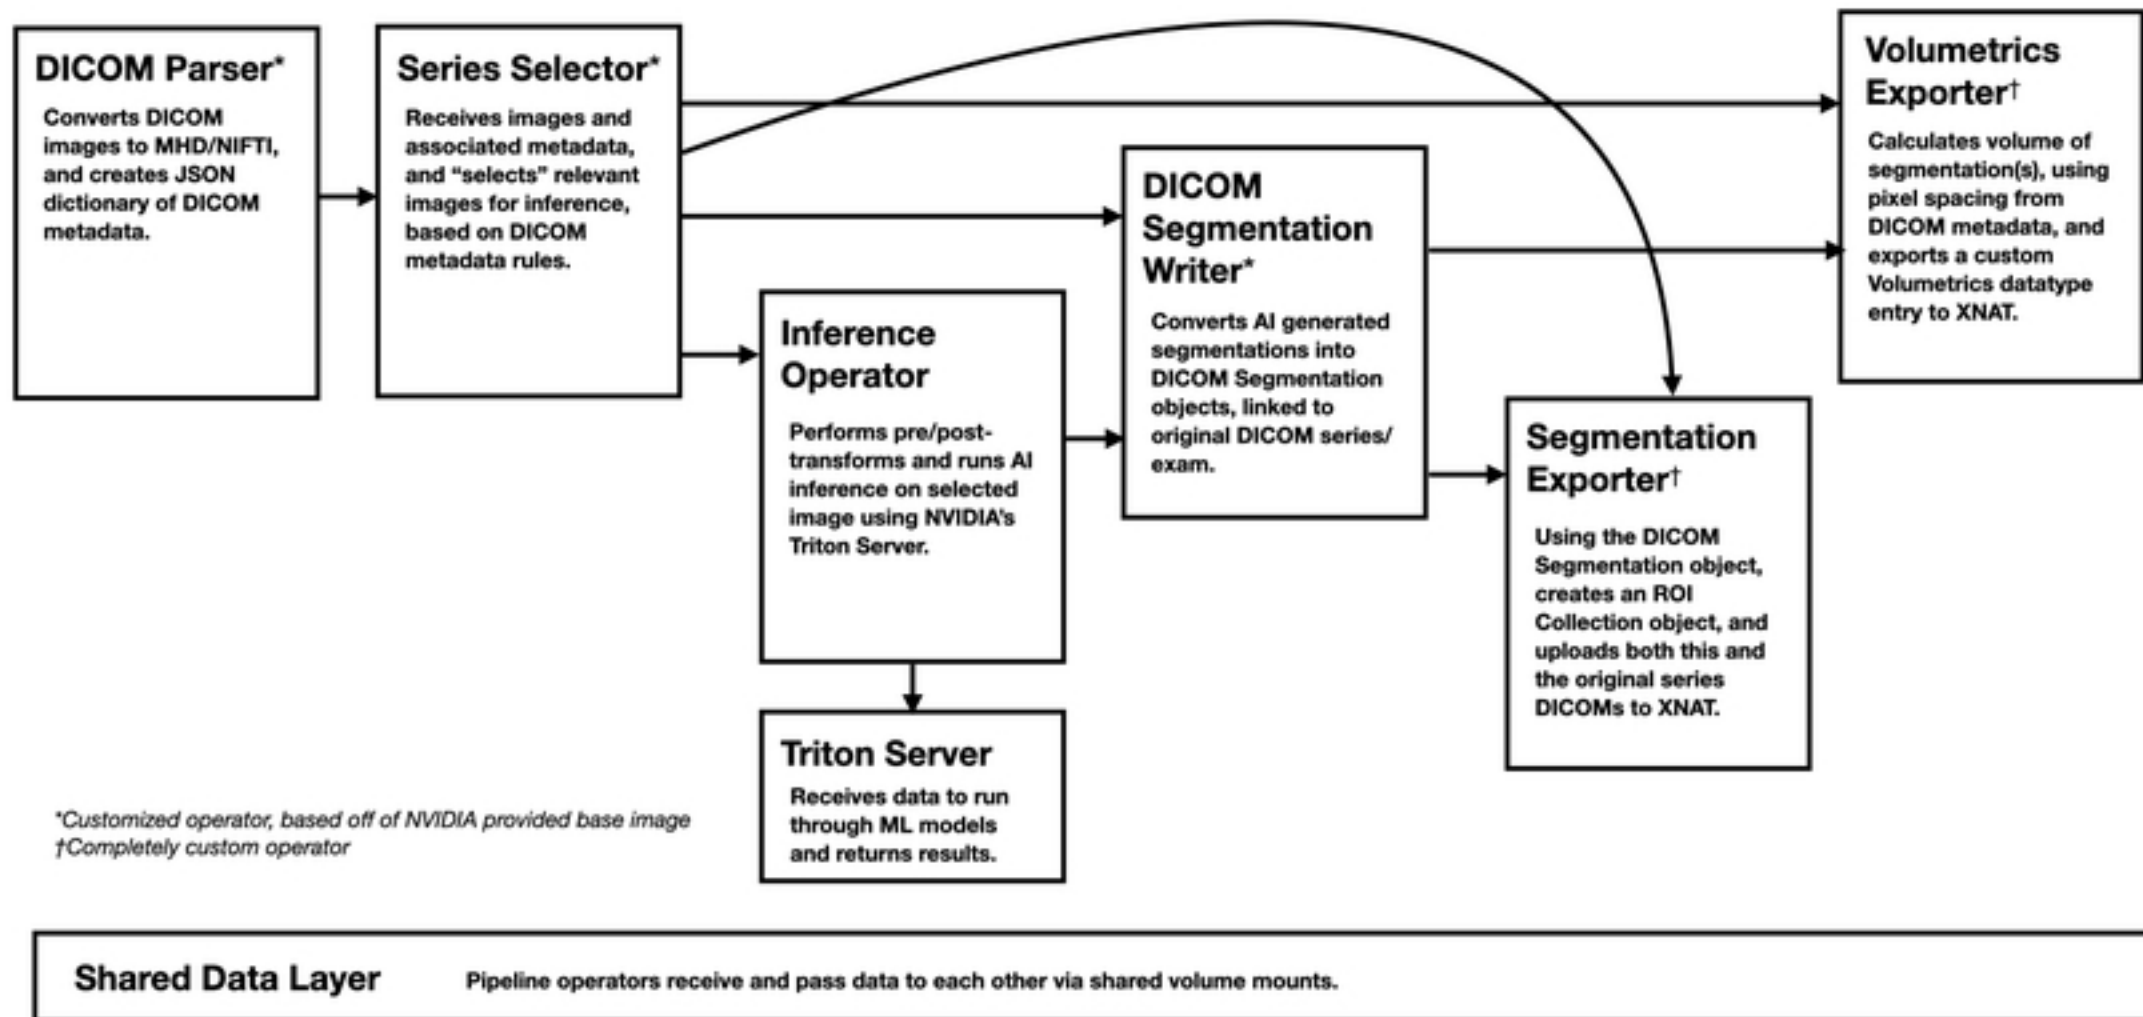 DICOM Parser*
Converts DICOM
images to MHD/NIFTI,
and creates JSON
dictionary of DICOM
metadata.
Series Selector*
Receives images and
associated metadata,
and “selects” relevant
images for inference,
based on DICOM
metadata rules.
Inference
Operator
Performs pre/post-
transforms and runs AI
inference on selected
image using NVIDIA's
Triton Server.
Triton Server
Receives data to run
through ML models
and returns results.
DICOM
Segmentation
Writer*
Converts AI generated
segmentations into
DICOM Segmentation
objects, linked to
original DICOM series/
exam.
Segmentation
Exporter†
Using the DICOM
Segmentation object,
creates an ROI
Collection object, and
uploads both this and
the original series
DICOMs to XNAT.
Volumetrics
Exporter†
Calculates volume of
segmentation(s), using
pixel spacing from
DICOM metadata, and
exports a custom
Volumetrics datatype
entry to XNAT.
*Customized operator, based off of NVIDIA provided base image
†Completely custom operator
Shared Data Layer
Pipeline operators receive and pass data to each other via shared volume mounts.